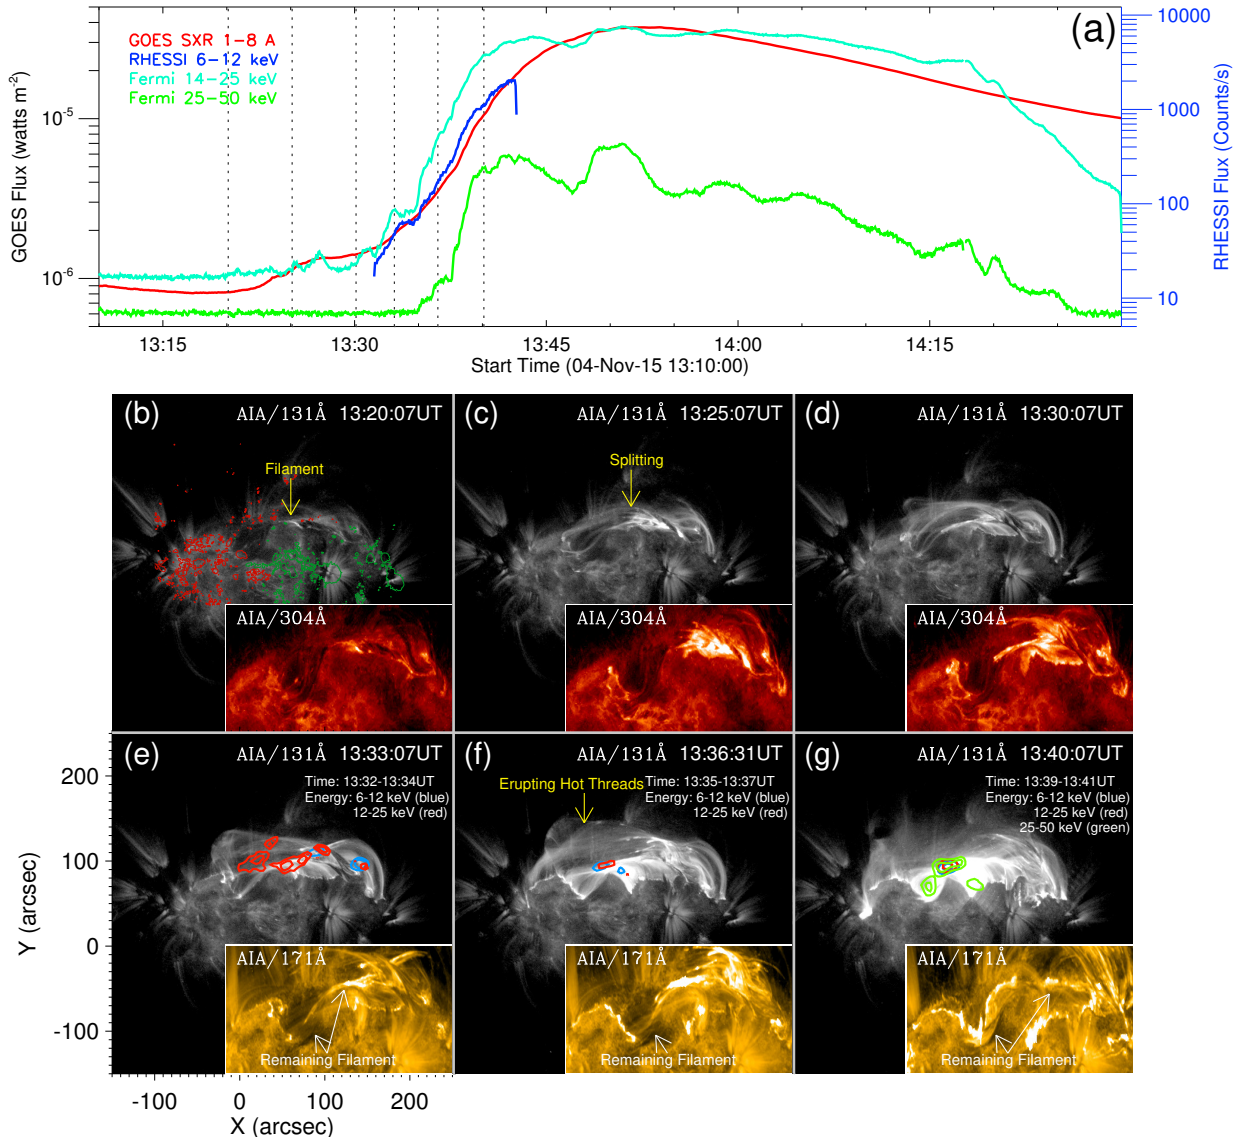 (a)
GOES SXR 1-8 A
RHESSI 6-12 keV
Fermi 14-25 keV
Fermi 25-50 keV
GOES Flux (watts m⁻²)
10⁻⁵
10⁻⁶
RHESSI Flux (Counts/s)
10000
1000
100
10
13:15 13:30 13:45 14:00 14:15
Start Time (04-Nov-15 13:10:00)
(b) AIA/131Å 13:20:07UT
Filament
AIA/304Å
(c) AIA/131Å 13:25:07UT
Splitting
AIA/304Å
(d) AIA/131Å 13:30:07UT
AIA/304Å
(e) AIA/131Å 13:33:07UT
Time: 13:32-13:34UT
Energy: 6-12 keV (blue)
12-25 keV (red)
AIA/171Å
Remaining Filament
(f) AIA/131Å 13:36:31UT
Erupting Hot Threads
Time: 13:35-13:37UT
Energy: 6-12 keV (blue)
12-25 keV (red)
AIA/171Å
Remaining Filament
(g) AIA/131Å 13:40:07UT
Time: 13:39-13:41UT
Energy: 6-12 keV (blue)
12-25 keV (red)
25-50 keV (green)
AIA/171Å
Remaining Filament
Y (arcsec)
200
100
0
-100
-100 0 100 200
X (arcsec)